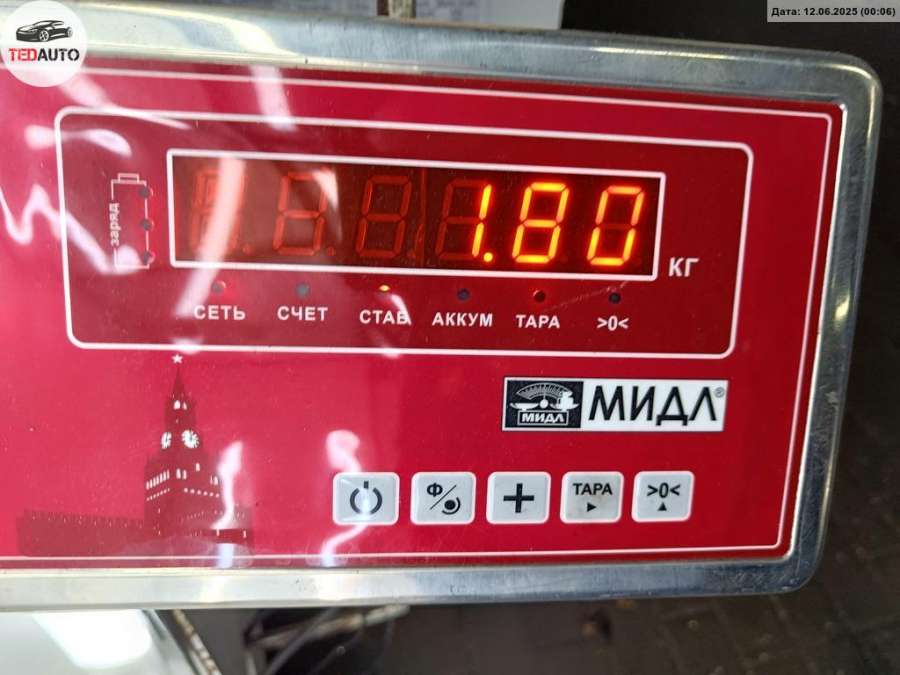 Дата: 12.06.2025 (00:06)
TEDAUTO
заряд
1.80
КГ
СЕТЬ СЧЕТ СТАБ АККУМ ТАРА >0<
МИДЛ МИДЛ®
Ф ТАРА >0<